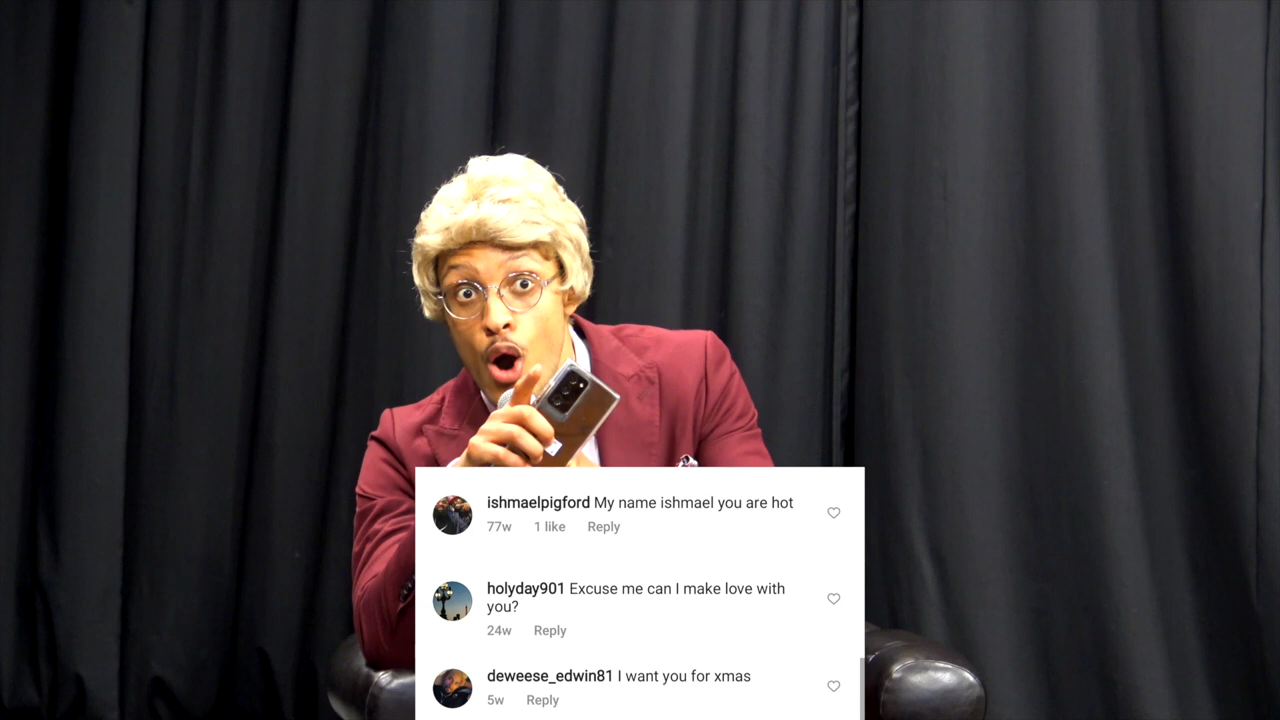 ishmaelpigford My name ishmael you are hot
77w 1 like Reply
holyday901 Excuse me can I make love with
you?
24w Reply
deweese_edwin81 I want you for xmas
5w Reply